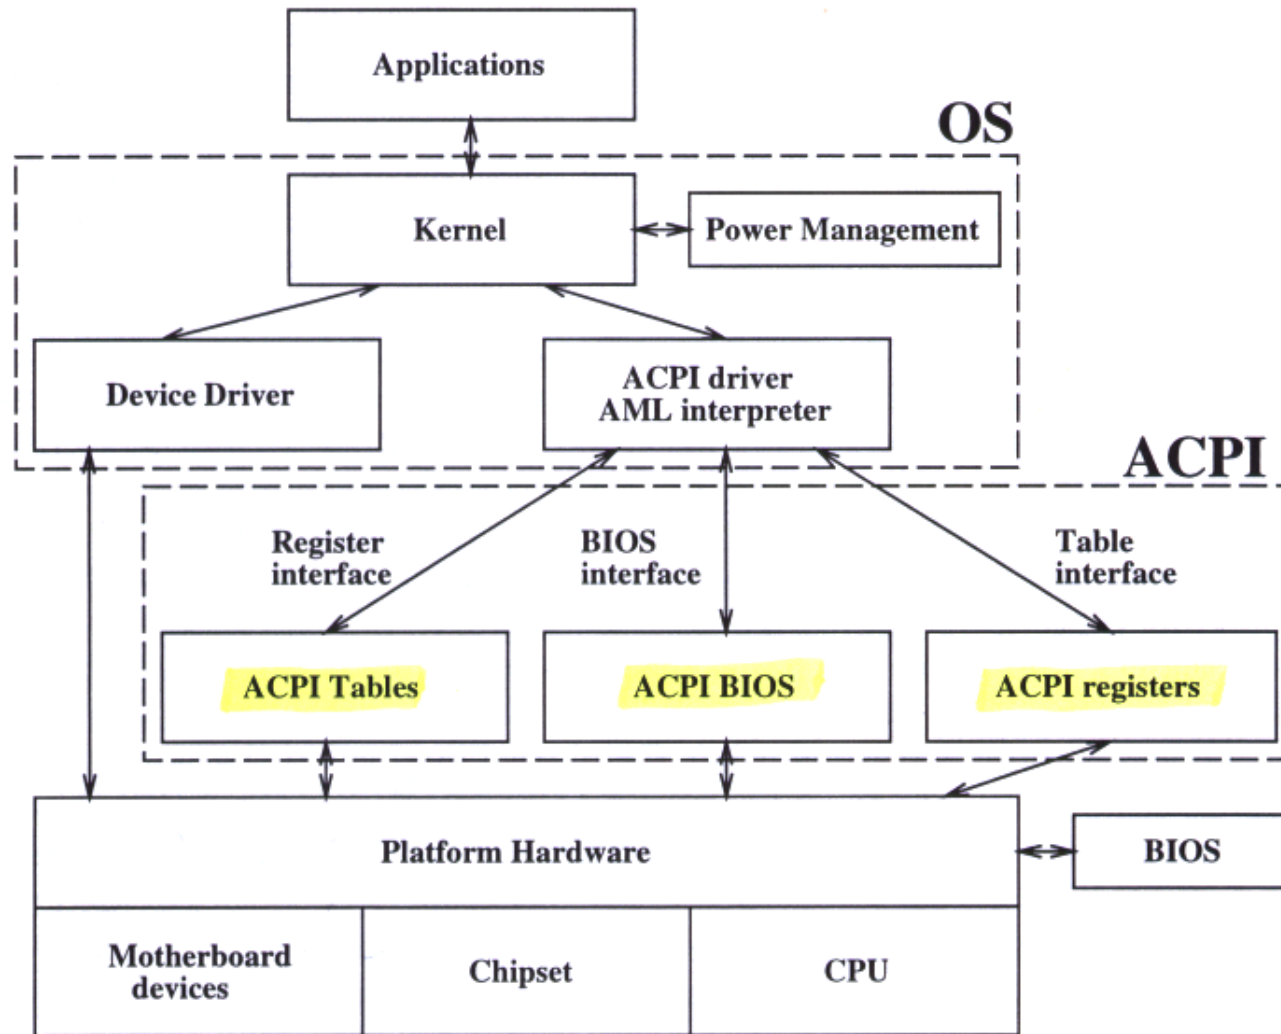 Applications
OS
Kernel
Power Management
Device Driver
ACPI driver
AML interpreter
ACPI
Register
interface
BIOS
interface
Table
interface
ACPI Tables
ACPI BIOS
ACPI registers
Platform Hardware
BIOS
Motherboard
devices
Chipset
CPU